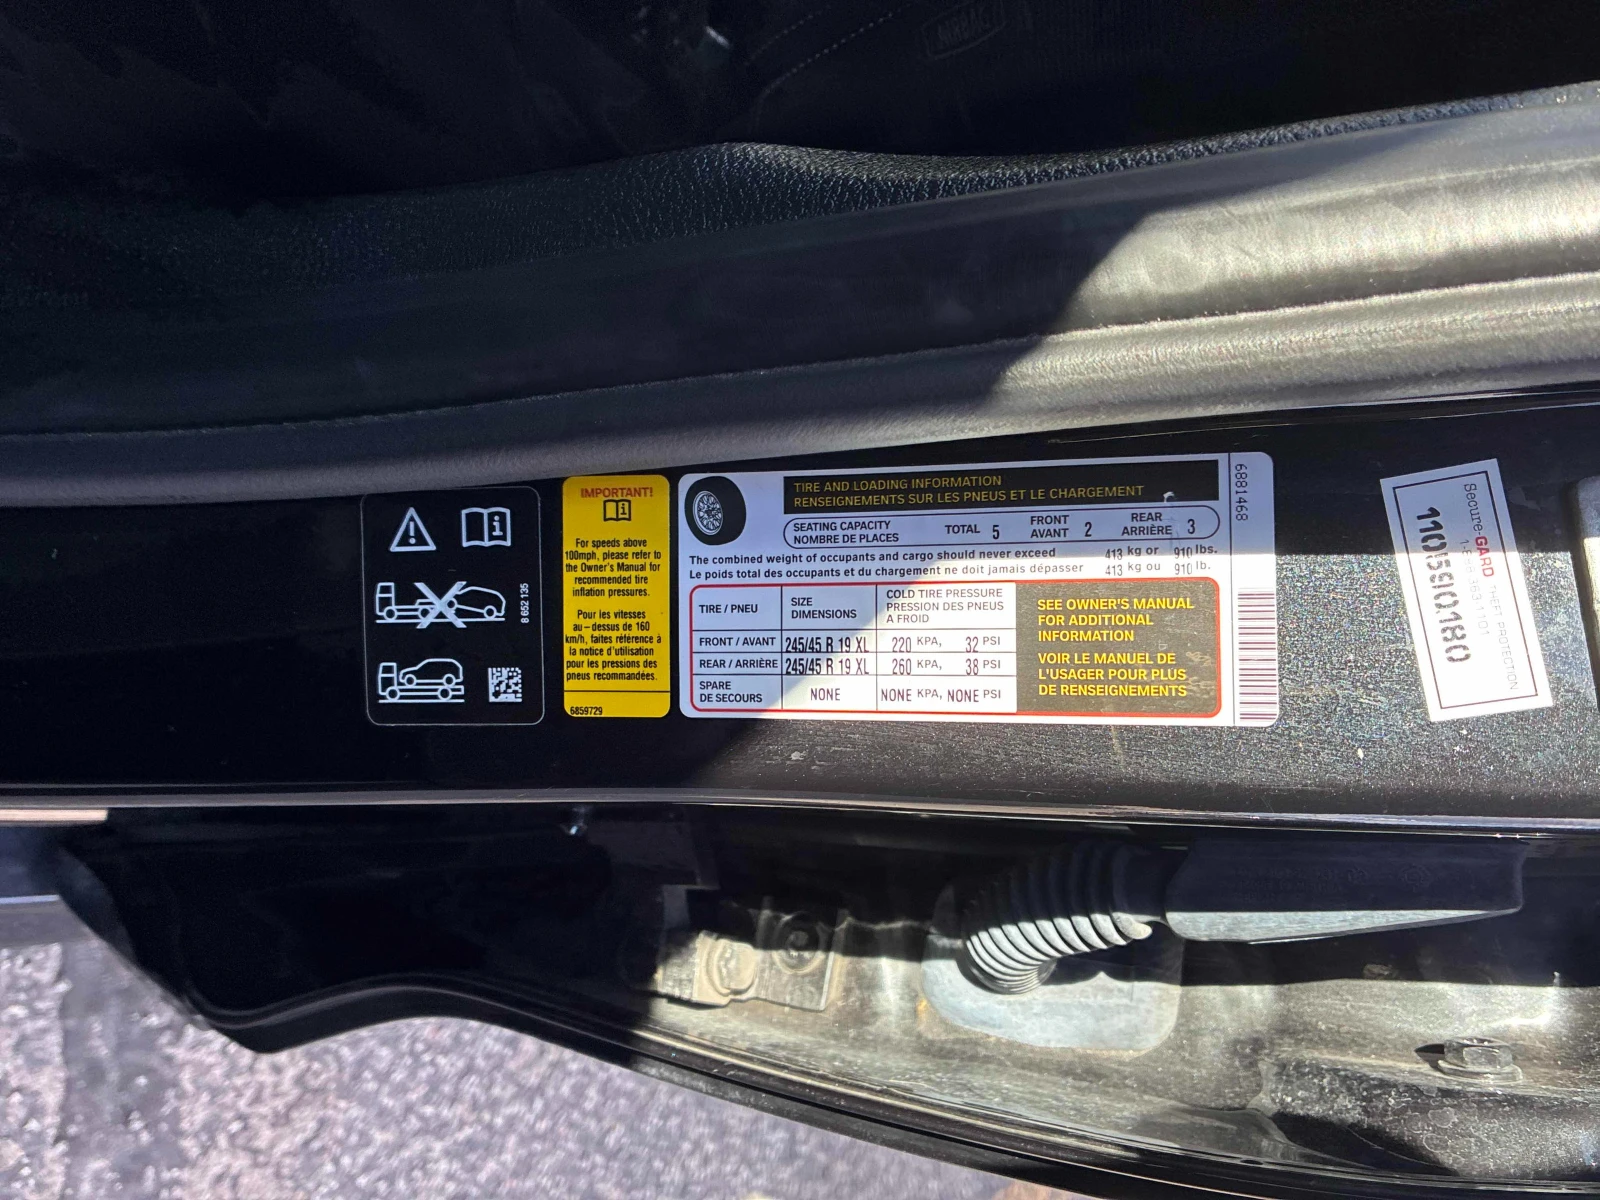 AIRBAG
8 652 135
IMPORTANT!
For speeds above
100mph, please refer to
the Owner's Manual for
recommended tire
inflation pressures.
Pour les vitesses
au-dessus de 160
km/h, faites référence à
la notice d'utilisation
pour les pressions des
pneus recommandées.
6859729
TIRE AND LOADING INFORMATION
RENSEIGNEMENTS SUR LES PNEUS ET LE CHARGEMENT
SEATING CAPACITY
NOMBRE DE PLACES
TOTAL 5
FRONT
AVANT 2
REAR
ARRIÈRE 3
The combined weight of occupants and cargo should never exceed 413 kg or 910 lbs.
Le poids total des occupants et du chargement ne doit jamais dépasser 413 kg ou 910 lb.
TIRE / PNEU
SIZE
DIMENSIONS
COLD TIRE PRESSURE
PRESSION DES PNEUS
A FROID
FRONT / AVANT 245/45 R 19 XL 220 KPA, 32 PSI
REAR / ARRIÈRE 245/45 R 19 XL 260 KPA, 38 PSI
SPARE
DE SECOURS
NONE NONE KPA, NONE PSI
SEE OWNER'S MANUAL
FOR ADDITIONAL
INFORMATION
VOIR LE MANUEL DE
L'USAGER POUR PLUS
DE RENSEIGNEMENTS
6881468
Secure-GARD THEFT PROTECTION
1101